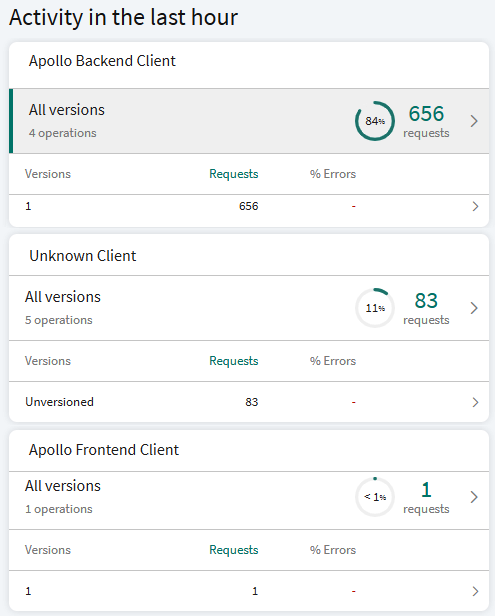 Activity in the last hour
Apollo Backend Client
All versions
4 operations
84%
656
requests
Versions Requests % Errors
1 656 -
Unknown Client
All versions
5 operations
11%
83
requests
Versions Requests % Errors
Unversioned 83 -
Apollo Frontend Client
All versions
1 operations
< 1%
1
requests
Versions Requests % Errors
1 1 -